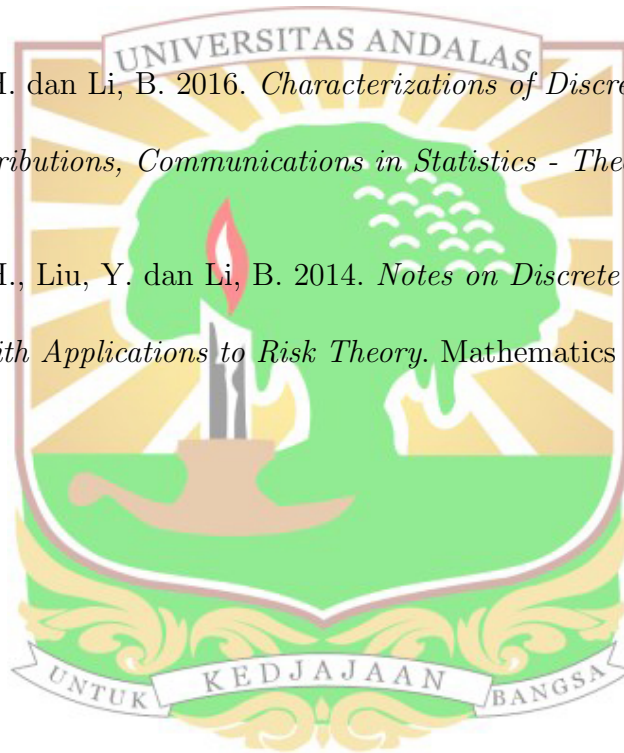 UNIVERSITAS ANDALAS
H. dan Li, B. 2016. Characterizations of Discre
ributions, Communications in Statistics - The
H., Liu, Y. dan Li, B. 2014. Notes on Discrete
ith Applications to Risk Theory. Mathematics
UNTUK KEDJAJAAN BANGSA